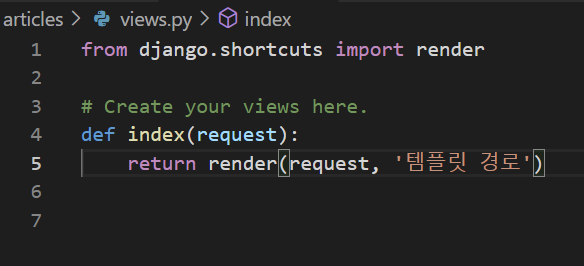 articles > views.py > index
1 from django.shortcuts import render
2
3 # Create your views here.
4 def index(request):
5     return render(request, '템플릿 경로')
6
7